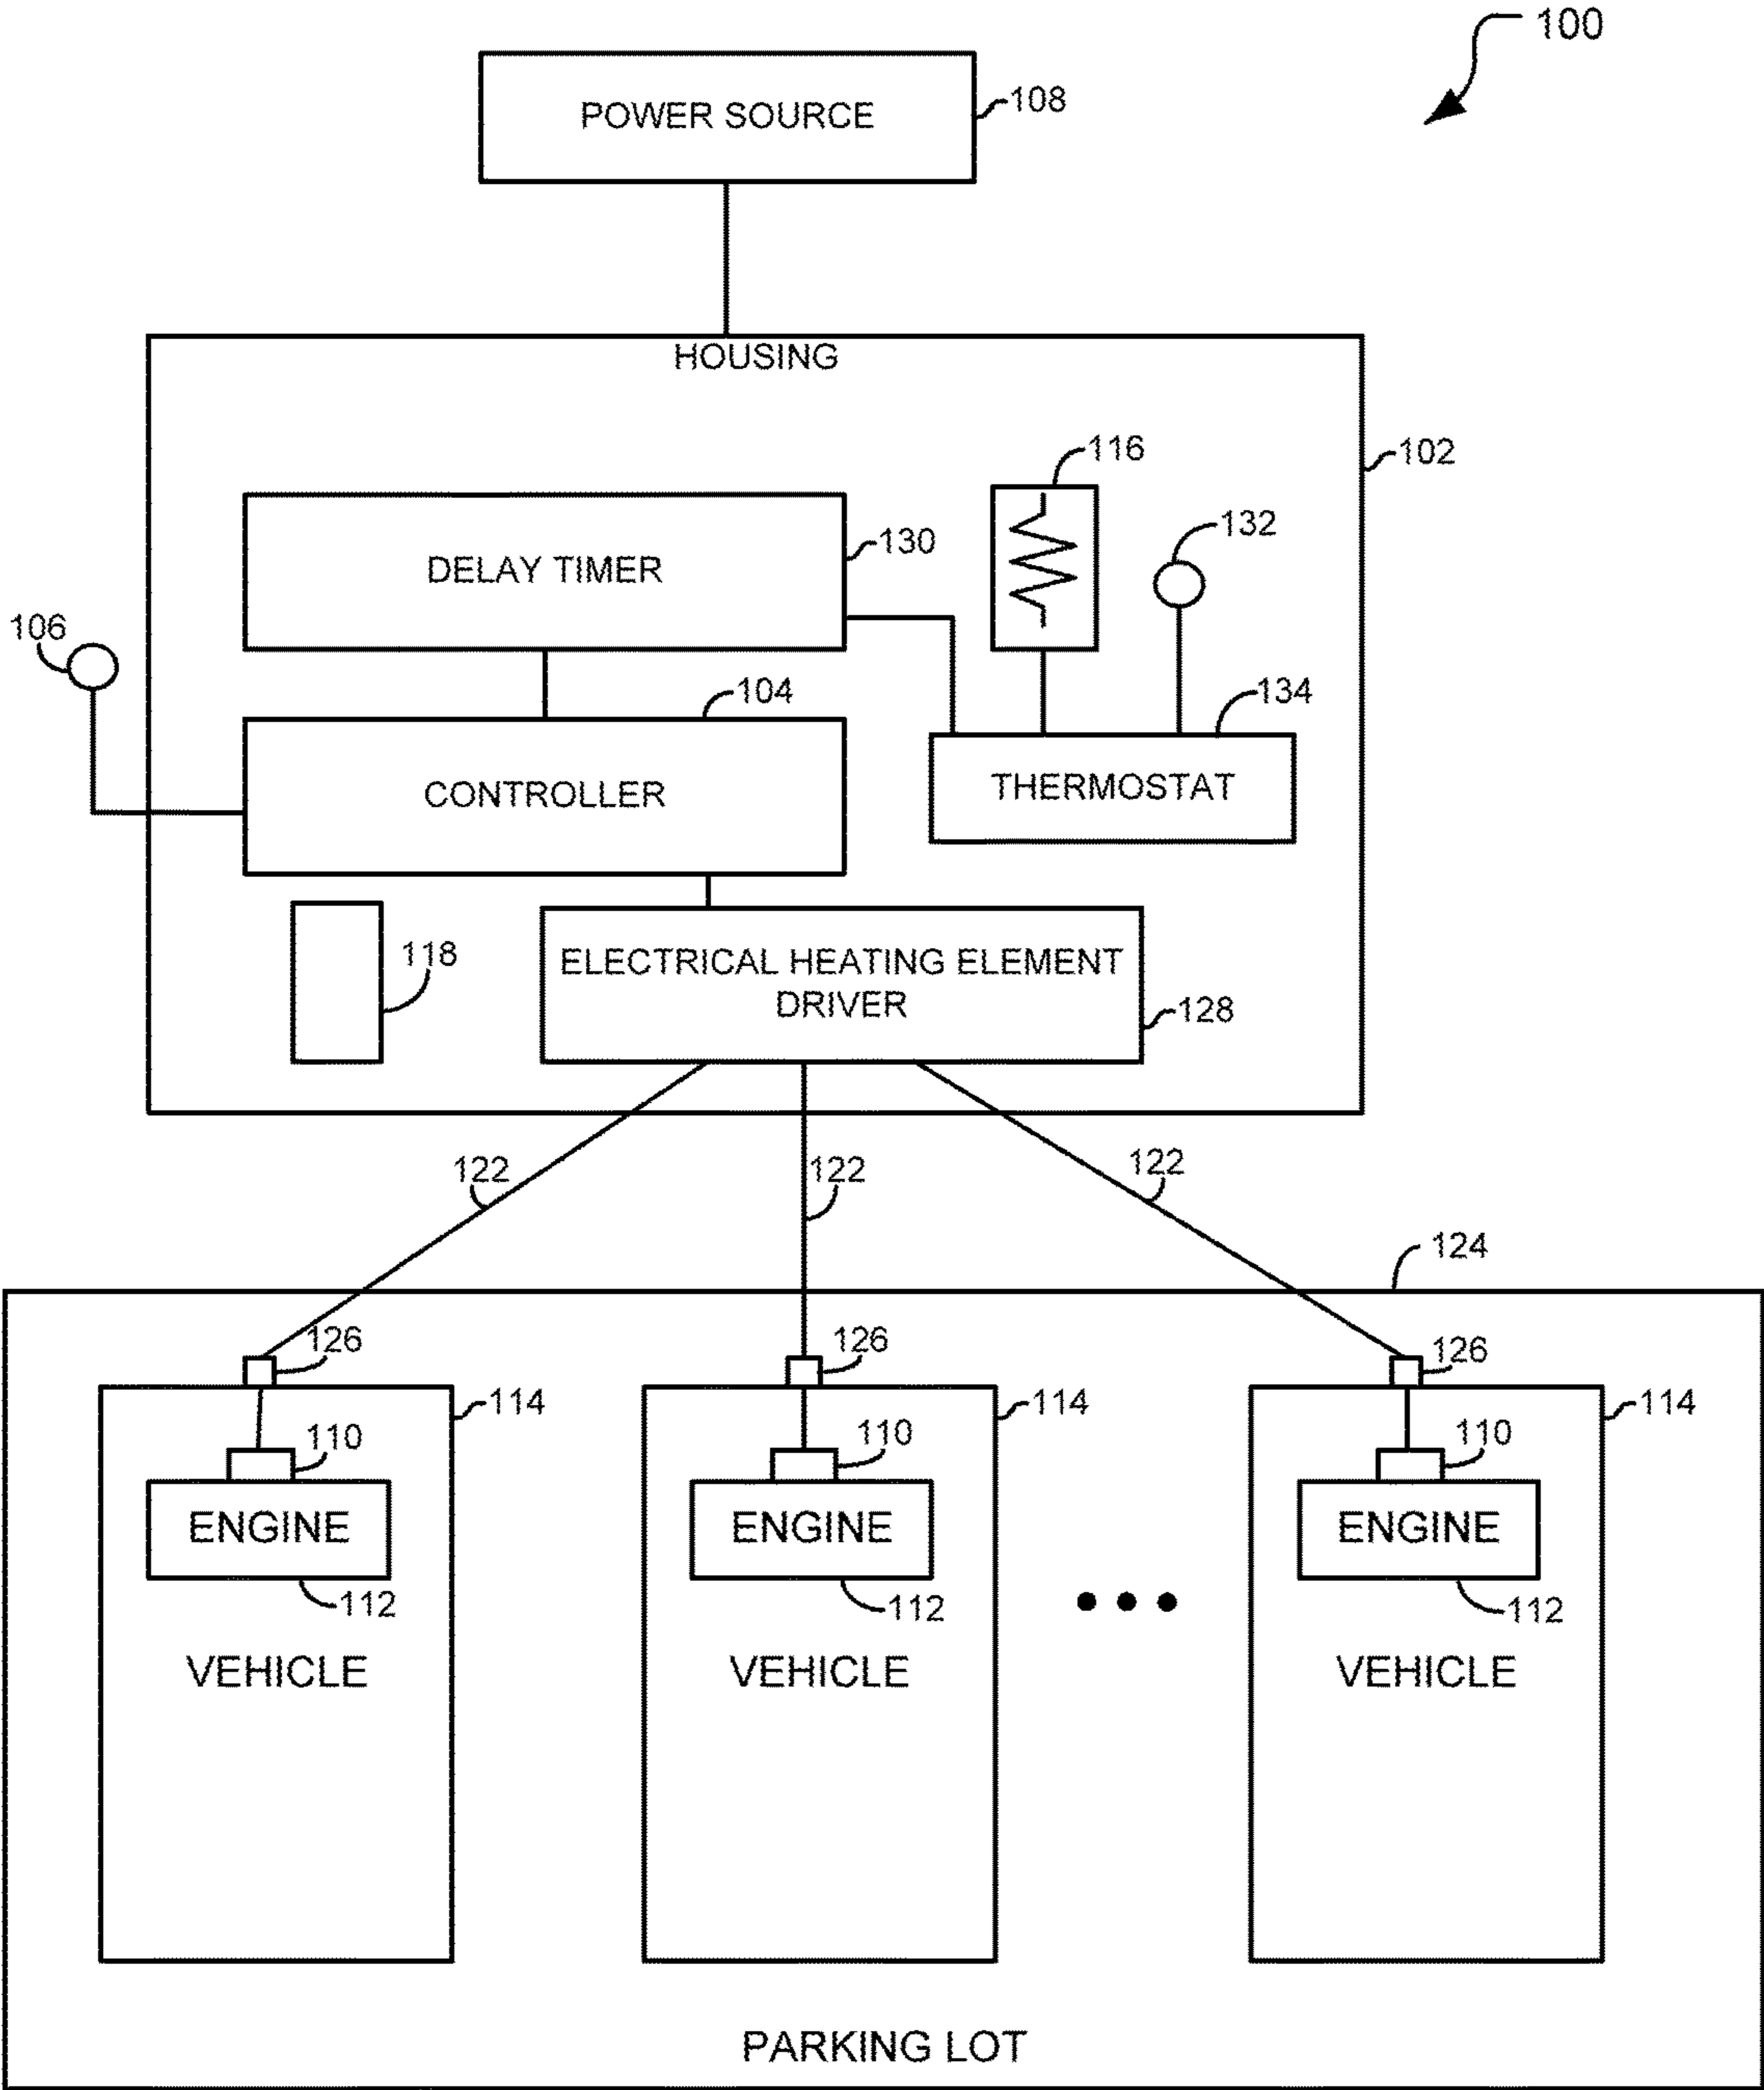 100
POWER SOURCE
108
HOUSING
102
116
132
DELAY TIMER
130
106
104
134
CONTROLLER
THERMOSTAT
118
ELECTRICAL HEATING ELEMENT
DRIVER
128
122
122
122
124
126
126
126
114
114
114
110
110
110
ENGINE
ENGINE
ENGINE
112
112
112
VEHICLE
VEHICLE
VEHICLE
PARKING LOT